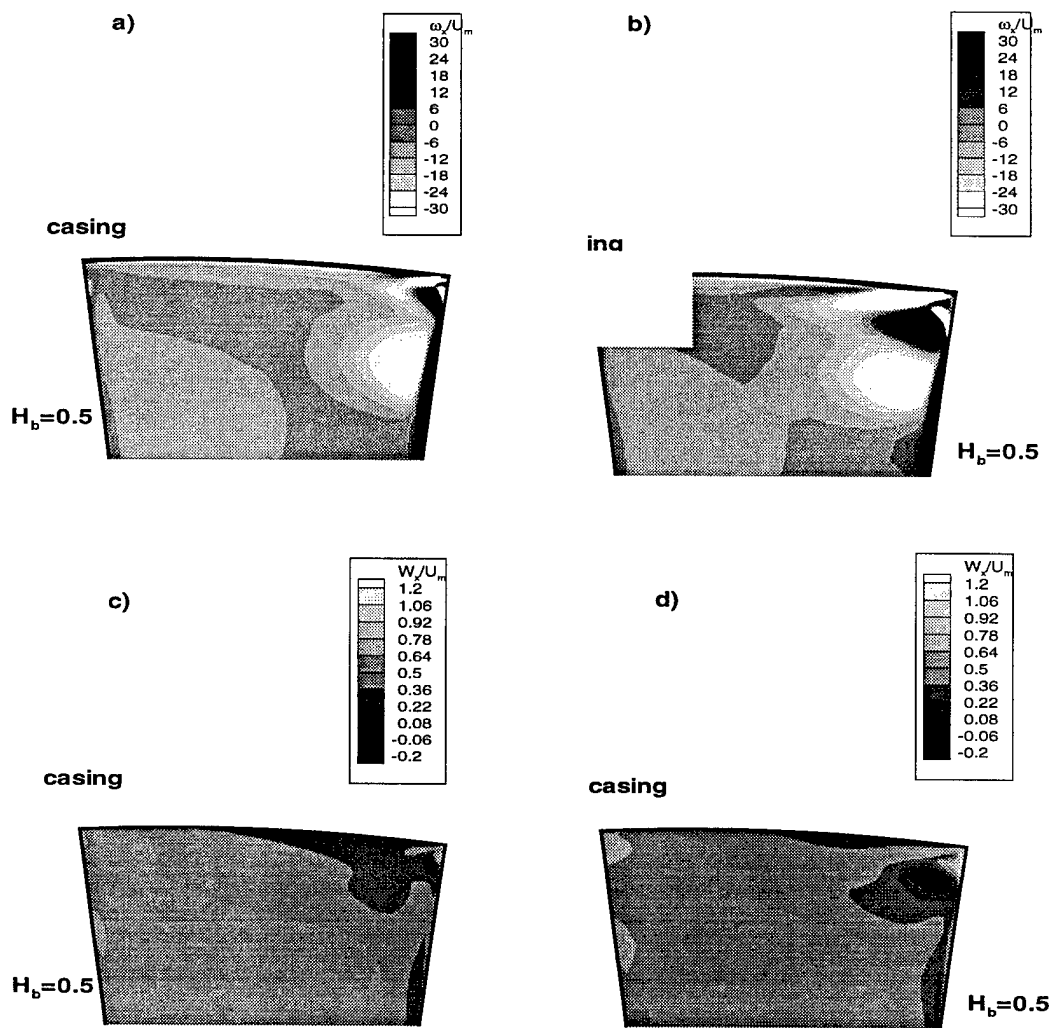 a)
ωx/Um
30
24
18
12
6
0
-6
-12
-18
-24
-30
casing
Hb=0.5
b)
ωx/Um
30
24
18
12
6
0
-6
-12
-18
-24
-30
ing
Hb=0.5
c)
Wx/Um
1.2
1.06
0.92
0.78
0.64
0.5
0.36
0.22
0.08
-0.06
-0.2
casing
Hb=0.5
d)
Wx/Um
1.2
1.06
0.92
0.78
0.64
0.5
0.36
0.22
0.08
-0.06
-0.2
casing
Hb=0.5